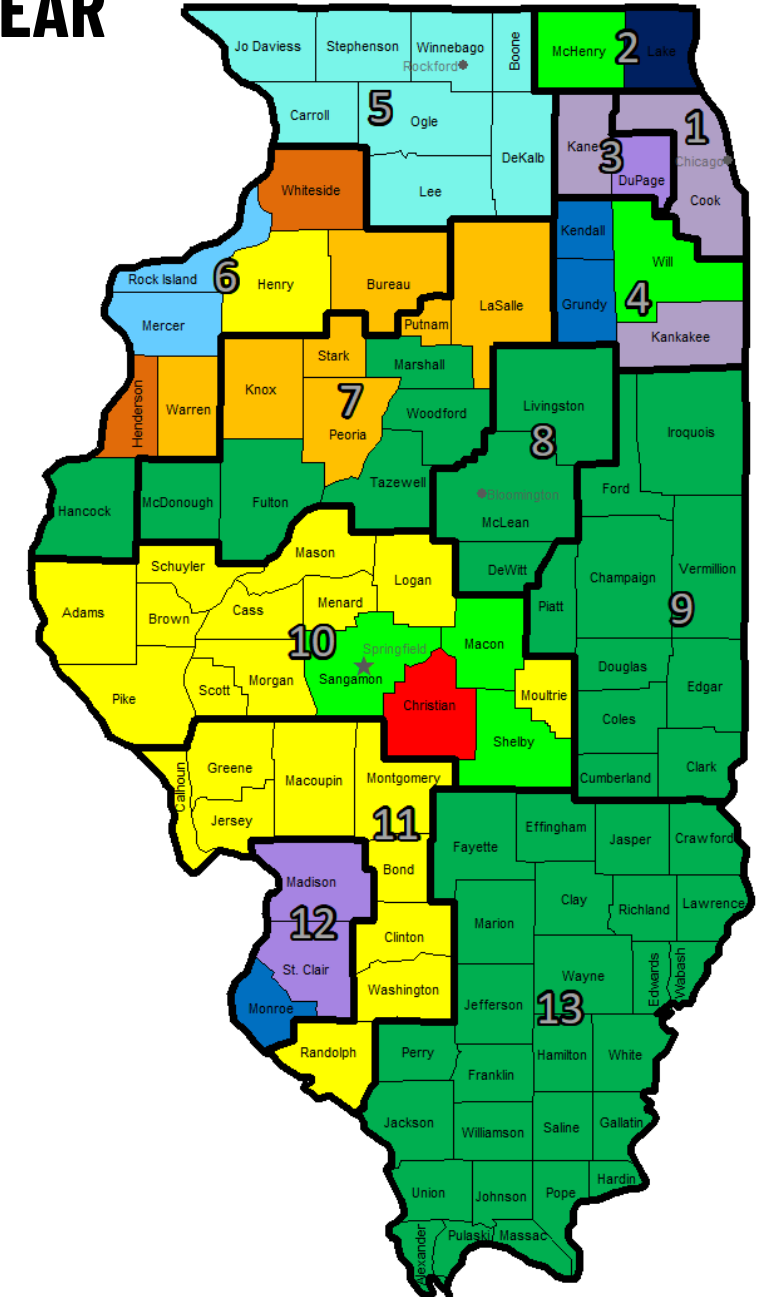 EAR
Jo Daviess
Stephenson
Winnebago
Boone
McHenry
2
Lake
Rockford
Carroll
5
Ogle
1
Kane
3
Chicago
DeKalb
DuPage
Whiteside
Lee
Cook
Kendall
Will
Rock Island
6
Henry
Bureau
LaSalle
Grundy
4
Mercer
Putnam
Kankakee
Stark
Marshall
Henderson
Warren
Knox
7
Woodford
Livingston
Iroquois
Peoria
8
Hancock
McDonough
Fulton
Tazewell
Bloomington
Ford
McLean
Mason
Schuyler
Logan
DeWitt
Champaign
Vermillion
Adams
Brown
Cass
Menard
Piatt
9
10
Springfield
Macon
Pike
Scott
Morgan
Sangamon
Christian
Moultrie
Douglas
Edgar
Shelby
Coles
Calhoun
Greene
Macoupin
Montgomery
Cumberland
Clark
Jersey
11
Fayette
Effingham
Jasper
Crawford
Madison
Bond
Clay
Richland
Lawrence
12
Clinton
Marion
St. Clair
Wayne
Edwards
Wabash
Monroe
Washington
Jefferson
13
Randolph
Perry
Franklin
Hamilton
White
Jackson
Williamson
Saline
Gallatin
Union
Johnson
Pope
Hardin
Alexander
Pulaski
Massac